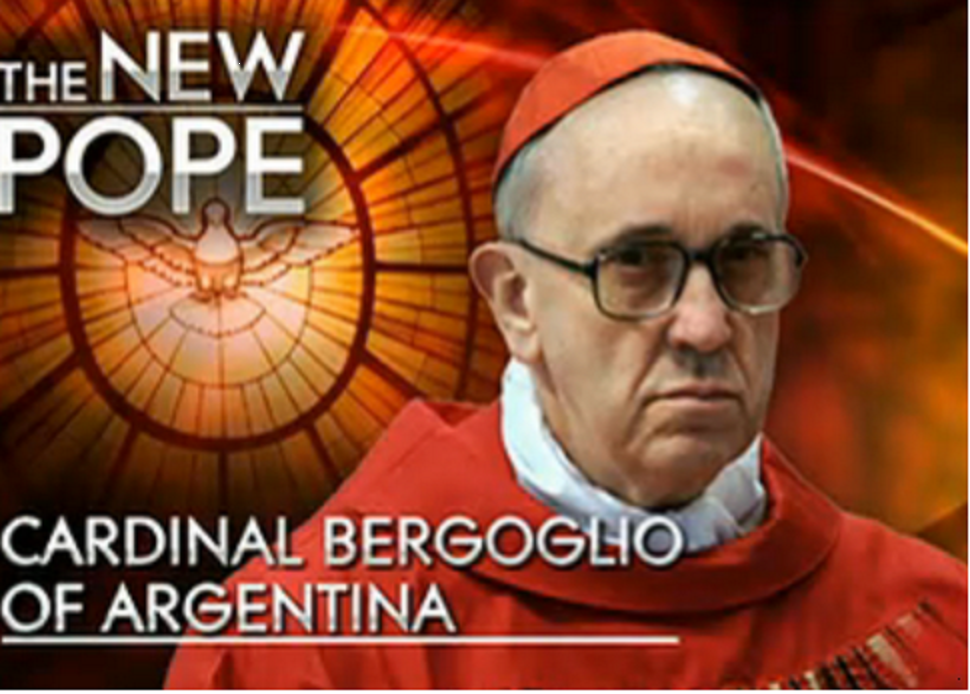 THE NEW
POPE
CARDINAL BERGOGLIO
OF ARGENTINA